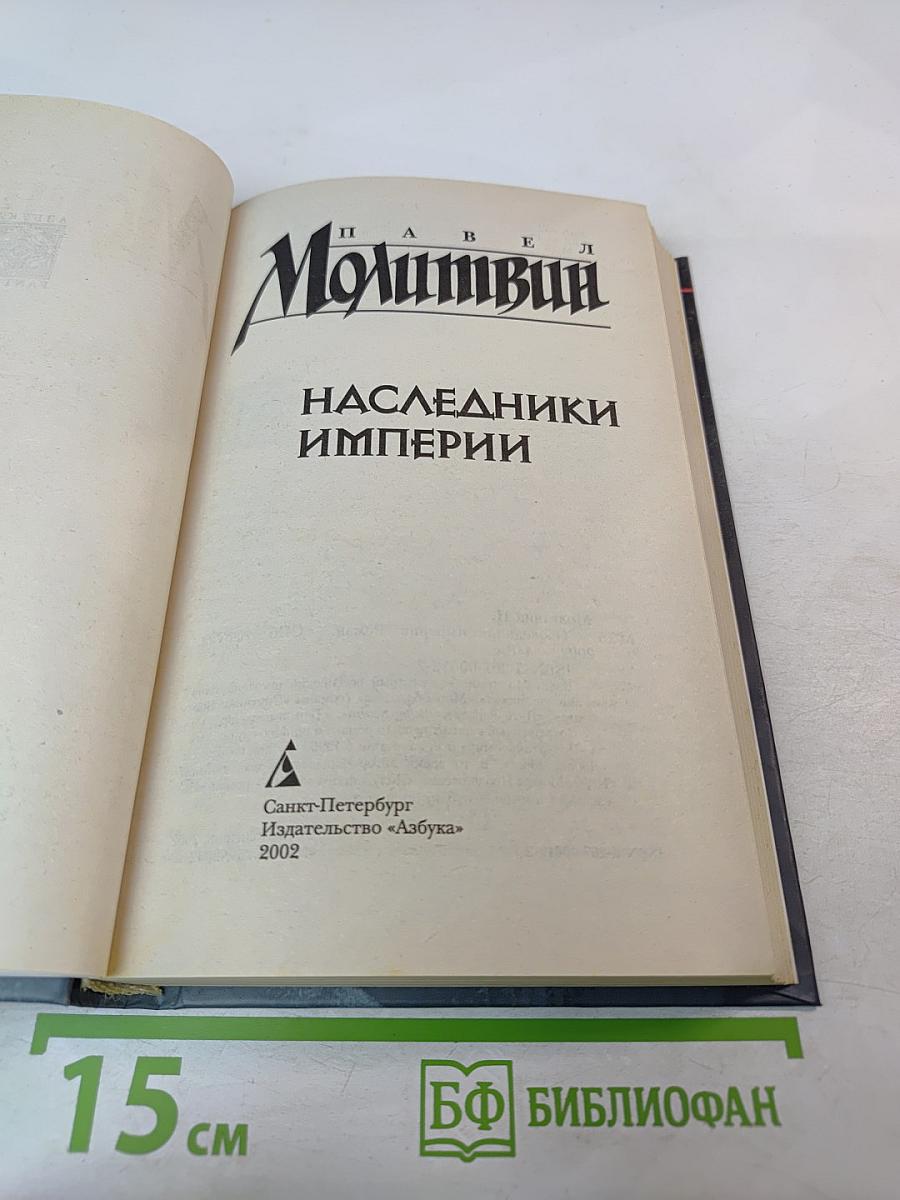 ПАВЕЛ
Молитвин
НАСЛЕДНИКИ
ИМПЕРИИ
Санкт-Петербург
Издательство «Азбука»
2002
15 см
БФ БИБЛИОФАН